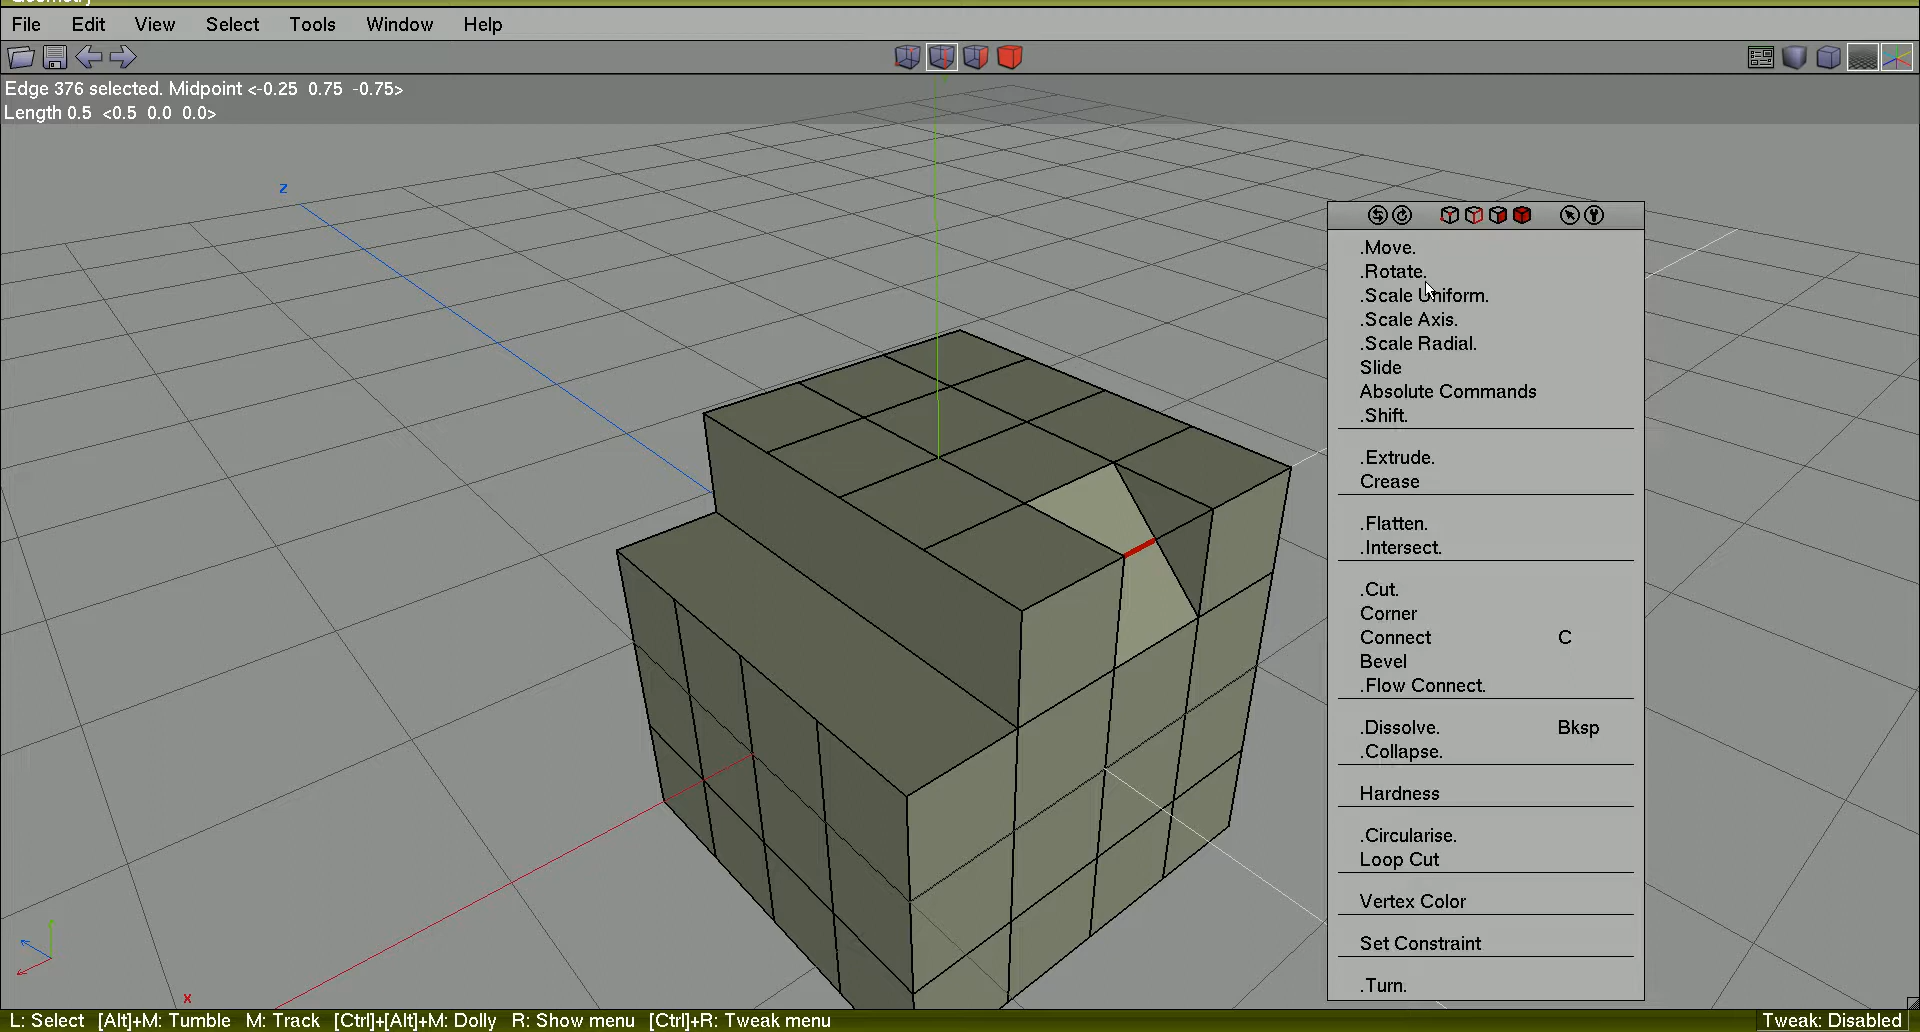 Geometry
File Edit View Select Tools Window Help
Edge 376 selected. Midpoint <-0.25 0.75 -0.75>
Length 0.5 <0.5 0.0 0.0>
z
.Move.
.Rotate.
.Scale Uniform.
.Scale Axis.
.Scale Radial.
Slide
Absolute Commands
.Shift.
.Extrude.
Crease
.Flatten.
.Intersect.
.Cut.
Corner
Connect C
Bevel
.Flow Connect.
.Dissolve. Bksp
.Collapse.
Hardness
.Circularise.
Loop Cut
Vertex Color
Set Constraint
.Turn.
x
L: Select [Alt]+M: Tumble M: Track [Ctrl]+[Alt]+M: Dolly R: Show menu [Ctrl]+R: Tweak menu Tweak: Disabled